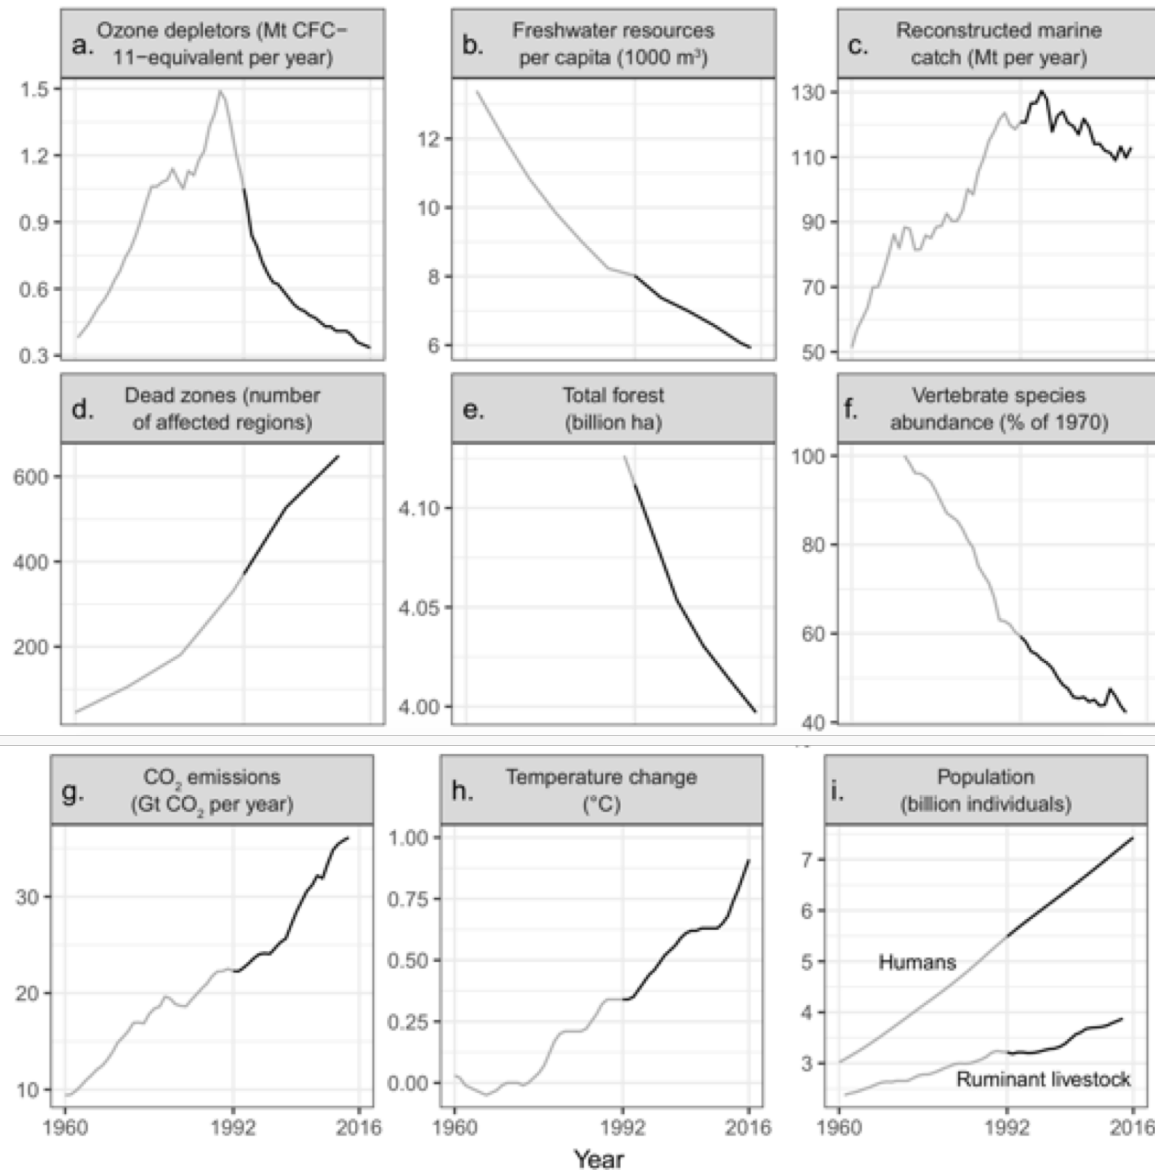 a. Ozone depletors (Mt CFC−
11−equivalent per year)
b. Freshwater resources
per capita (1000 m³)
c. Reconstructed marine
catch (Mt per year)
1.5
1.2
0.9
0.6
0.3
12
10
8
6
130
110
90
70
50
d. Dead zones (number
of affected regions)
e. Total forest
(billion ha)
f. Vertebrate species
abundance (% of 1970)
600
400
200
4.10
4.05
4.00
100
80
60
40
g. CO₂ emissions
(Gt CO₂ per year)
h. Temperature change
(°C)
i. Population
(billion individuals)
30
20
10
1.00
0.75
0.50
0.25
0.00
7
6
5
4
3
Humans
Ruminant livestock
1960 1992 2016
1960 1992 2016
1960 1992 2016
Year